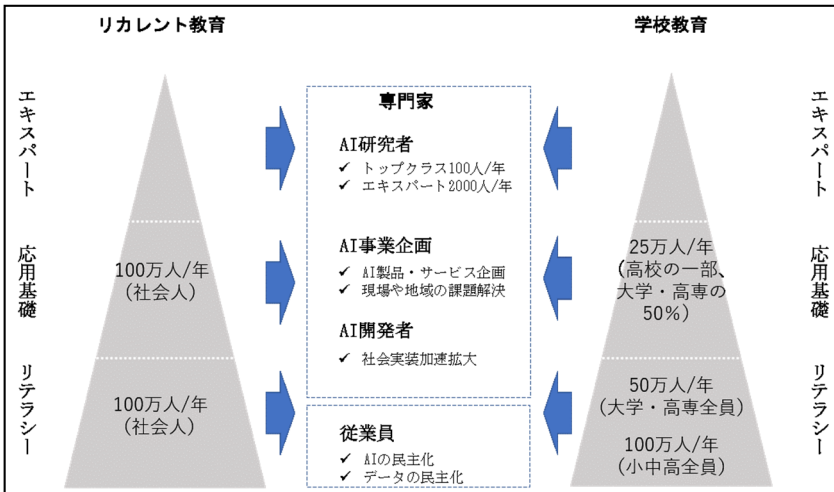 リカレント教育
学校教育
エキスパート
応用基礎
リテラシー
100万人/年
(社会人)
100万人/年
(社会人)
専門家
AI研究者
✓ トップクラス100人/年
✓ エキスパート2000人/年
AI事業企画
✓ AI製品・サービス企画
✓ 現場や地域の課題解決
AI開発者
✓ 社会実装加速拡大
従業員
✓ AIの民主化
✓ データの民主化
25万人/年
(高校の一部、
大学・高専の
50%)
50万人/年
(大学・高専全員)
100万人/年
(小中高全員)
エキスパート
応用基礎
リテラシー